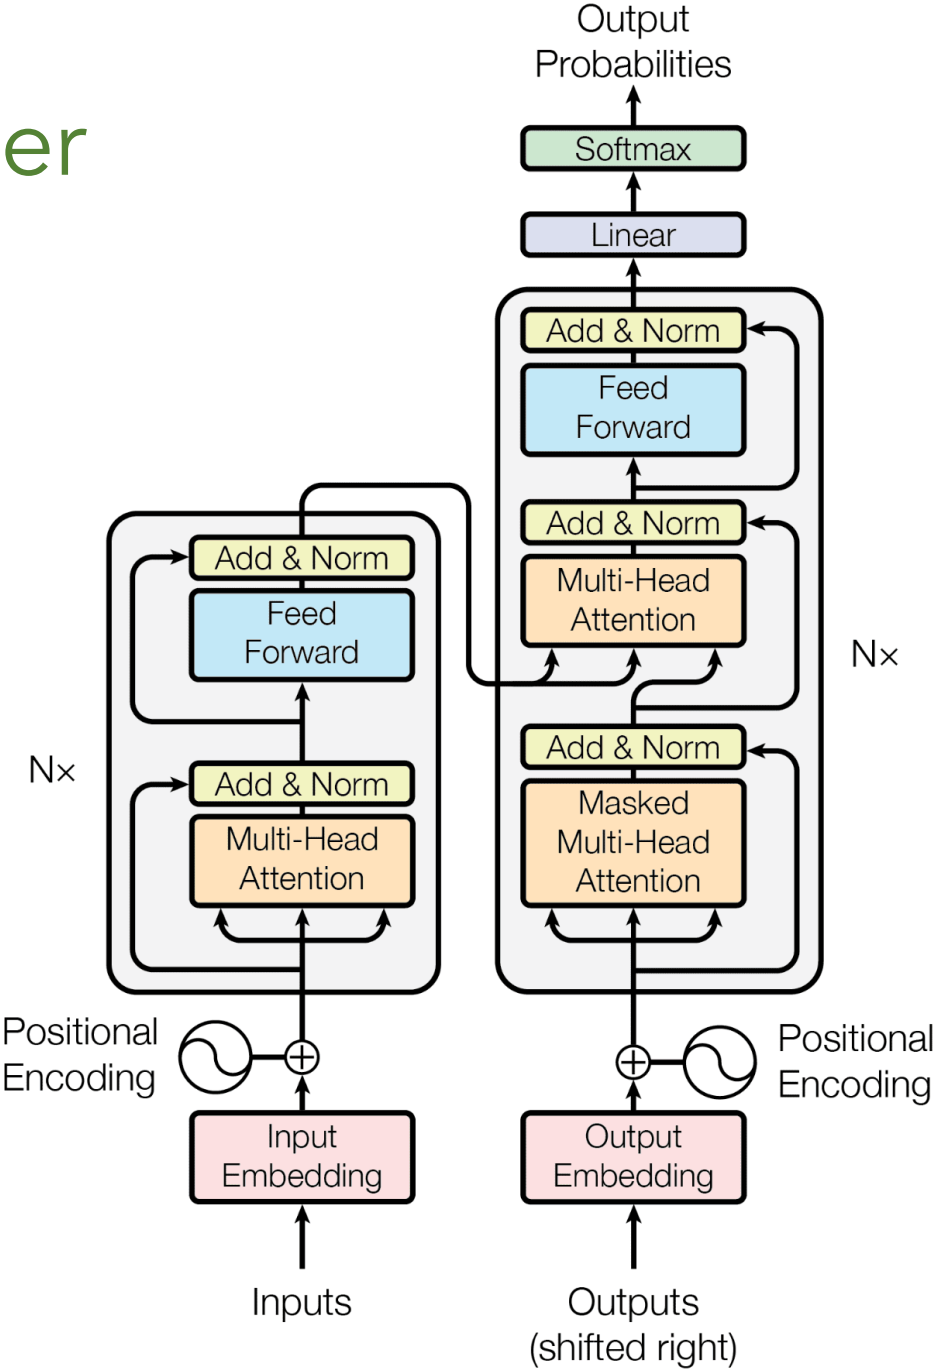 Output
Probabilities
er
Softmax
Linear
Add & Norm
Feed
Forward
Add & Norm
Multi-Head
Attention
Nx
Add & Norm
Masked
Multi-Head
Attention
Add & Norm
Feed
Forward
Nx
Add & Norm
Multi-Head
Attention
Positional
Encoding
Positional
Encoding
Input
Embedding
Output
Embedding
Inputs
Outputs
(shifted right)